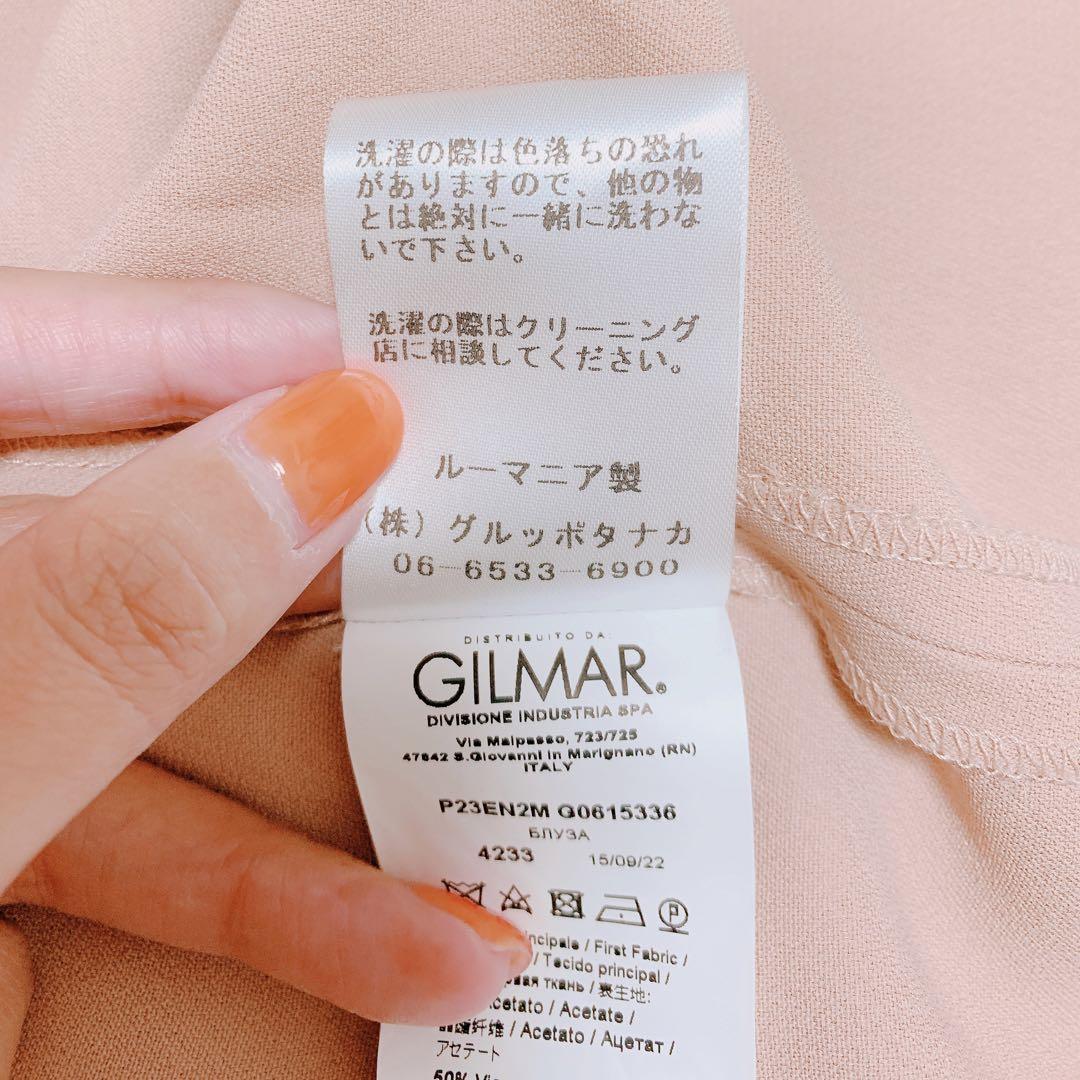 洗濯の際は色落ちの恐れ
がありますので、他の物
とは絶対に一緒に洗わな
いで下さい。
洗濯の際はクリーニング
店に相談してください。
ルーマニア製
(株)グルッポタナカ
06-6533-6900
DISTRIBUITO DA:
GILMAR®
DIVISIONE INDUSTRIA SPA
Via Malpasso, 723/725
47842 S.Giovanni in Marignano (RN)
ITALY
P23EN2M G0615336
БЛУЗА
4233 15/09/22
P
/ First Fabric /
/ Tecido principal /
ткань / 表生地:
/ Acetate /
纤维 / Acetato / Ацетат /
アセテート
50%